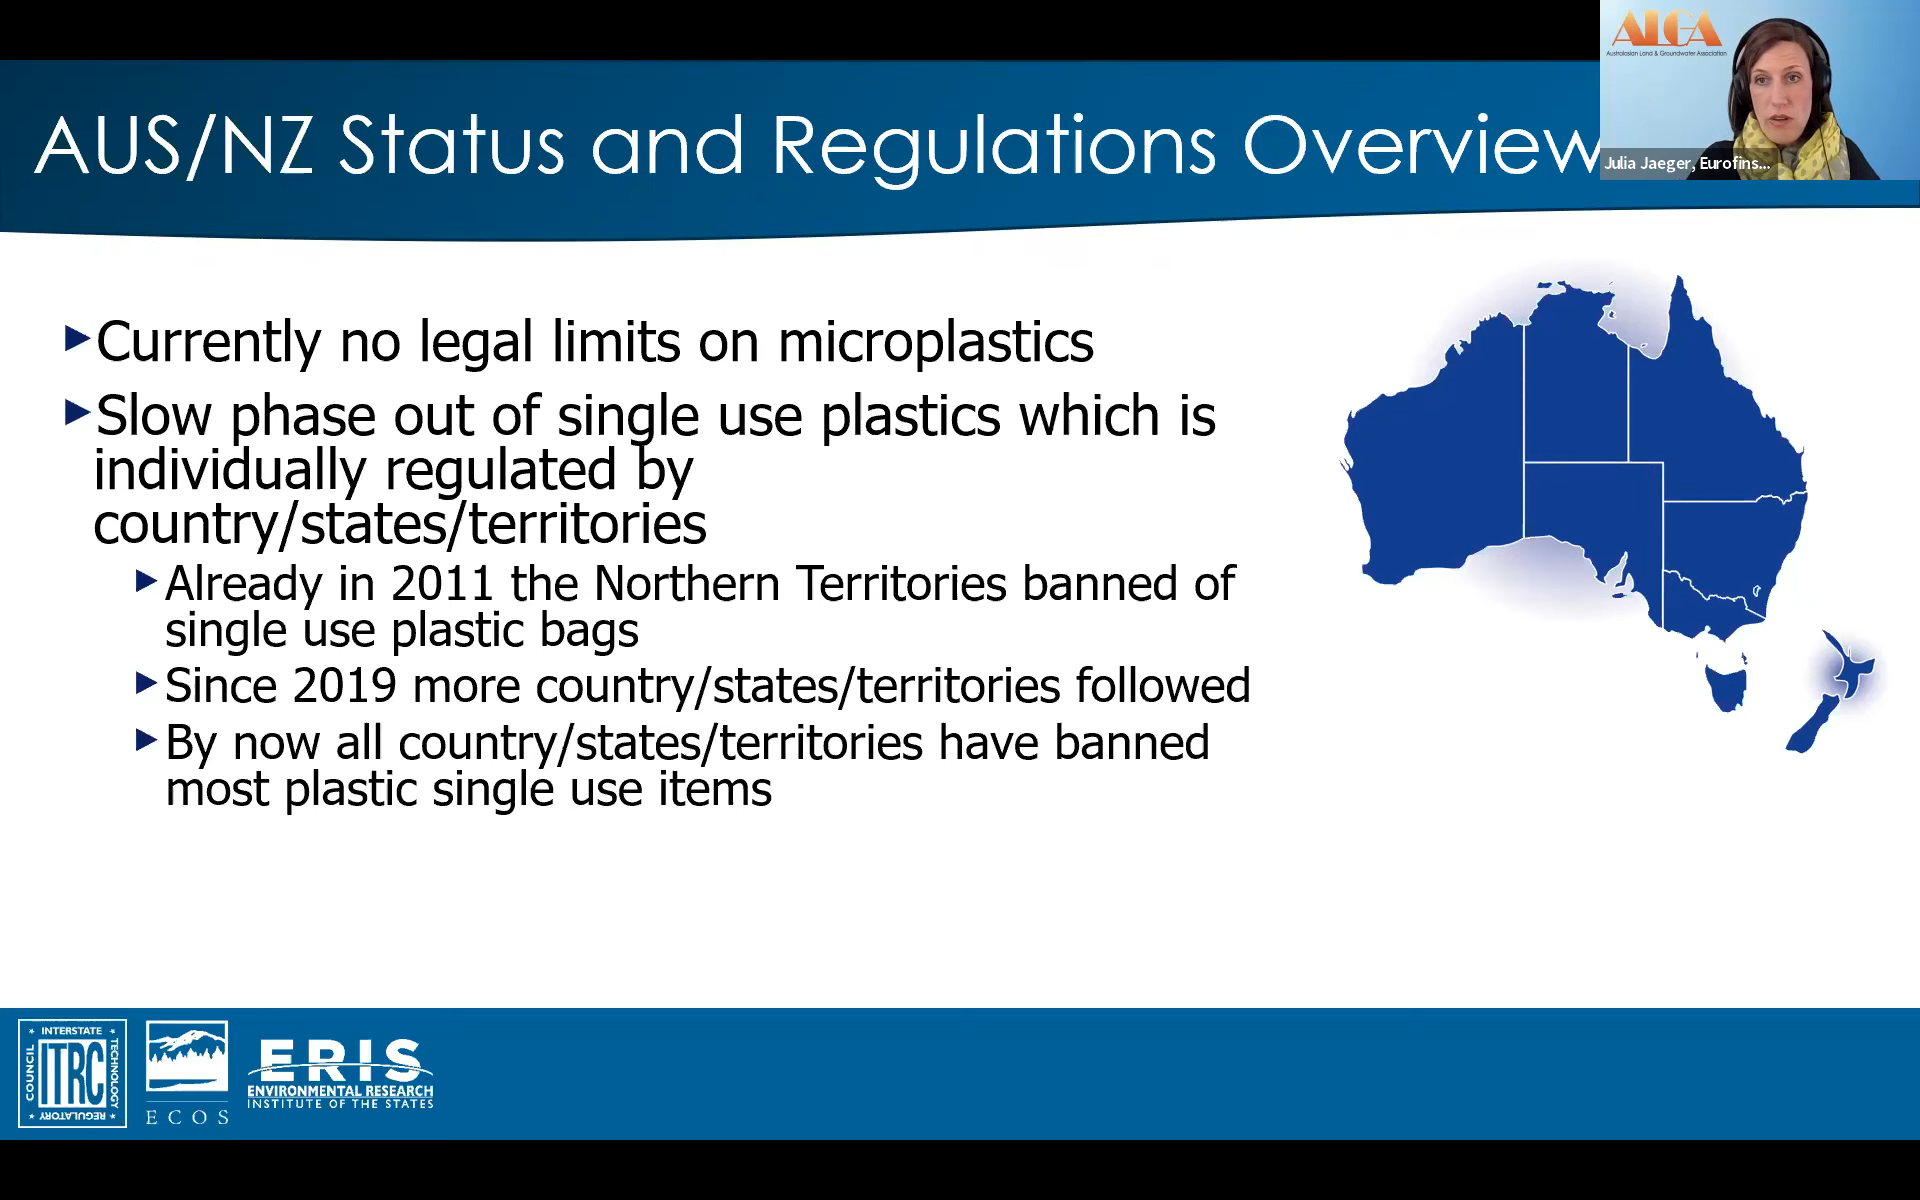 AUS/NZ Status and Regulations Overview
ALGA
Australasian Land & Groundwater Association
Julia Jaeger, Eurofins...
Currently no legal limits on microplastics
Slow phase out of single use plastics which is
individually regulated by
country/states/territories
Already in 2011 the Northern Territories banned of
single use plastic bags
Since 2019 more country/states/territories followed
By now all country/states/territories have banned
most plastic single use items
INTERSTATE
TECHNOLOGY
REGULATORY
COUNCIL
ITRC
ECOS
ERIS
ENVIRONMENTAL RESEARCH
INSTITUTE OF THE STATES